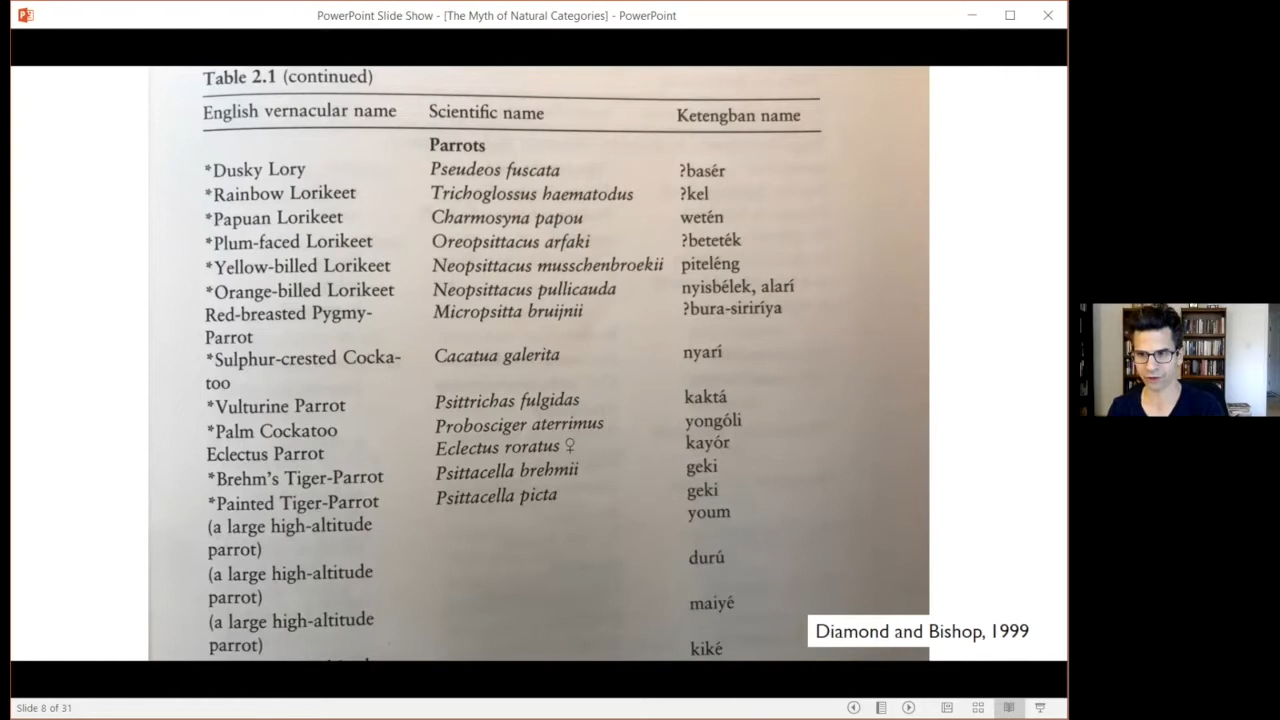 PowerPoint Slide Show - [The Myth of Natural Categories] - PowerPoint
Table 2.1 (continued)
English vernacular name Scientific name Ketengban name
Parrots
*Dusky Lory Pseudeos fuscata ?basér
*Rainbow Lorikeet Trichoglossus haematodus ?kel
*Papuan Lorikeet Charmosyna papou wetén
*Plum-faced Lorikeet Oreopsittacus arfaki ?beteték
*Yellow-billed Lorikeet Neopsittacus musschenbroekii piteléng
*Orange-billed Lorikeet Neopsittacus pullicauda nyisbélek, alarí
Red-breasted Pygmy- Micropsitta bruijnii ?bura-siriríya
Parrot
*Sulphur-crested Cocka- Cacatua galerita nyarí
too
*Vulturine Parrot Psittrichas fulgidas kaktá
*Palm Cockatoo Probosciger aterrimus yongóli
Eclectus Parrot Eclectus roratus ♀ kayór
*Brehm's Tiger-Parrot Psittacella brehmii geki
*Painted Tiger-Parrot Psittacella picta geki
(a large high-altitude youm
parrot)
(a large high-altitude durú
parrot)
(a large high-altitude maiyé
parrot)
kiké
Diamond and Bishop, 1999
Slide 8 of 31